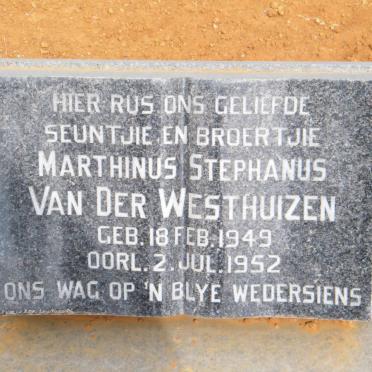 HIER RUS ONS GELIEFDE
SEUNTJIE EN BROERTJIE
MARTHINUS STEPHANUS
VAN DER WESTHUIZEN
GEB. 18 FEB. 1949
OORL. 2. JUL. 1952
ONS WAG OP 'N BLYE WEDERSIENS